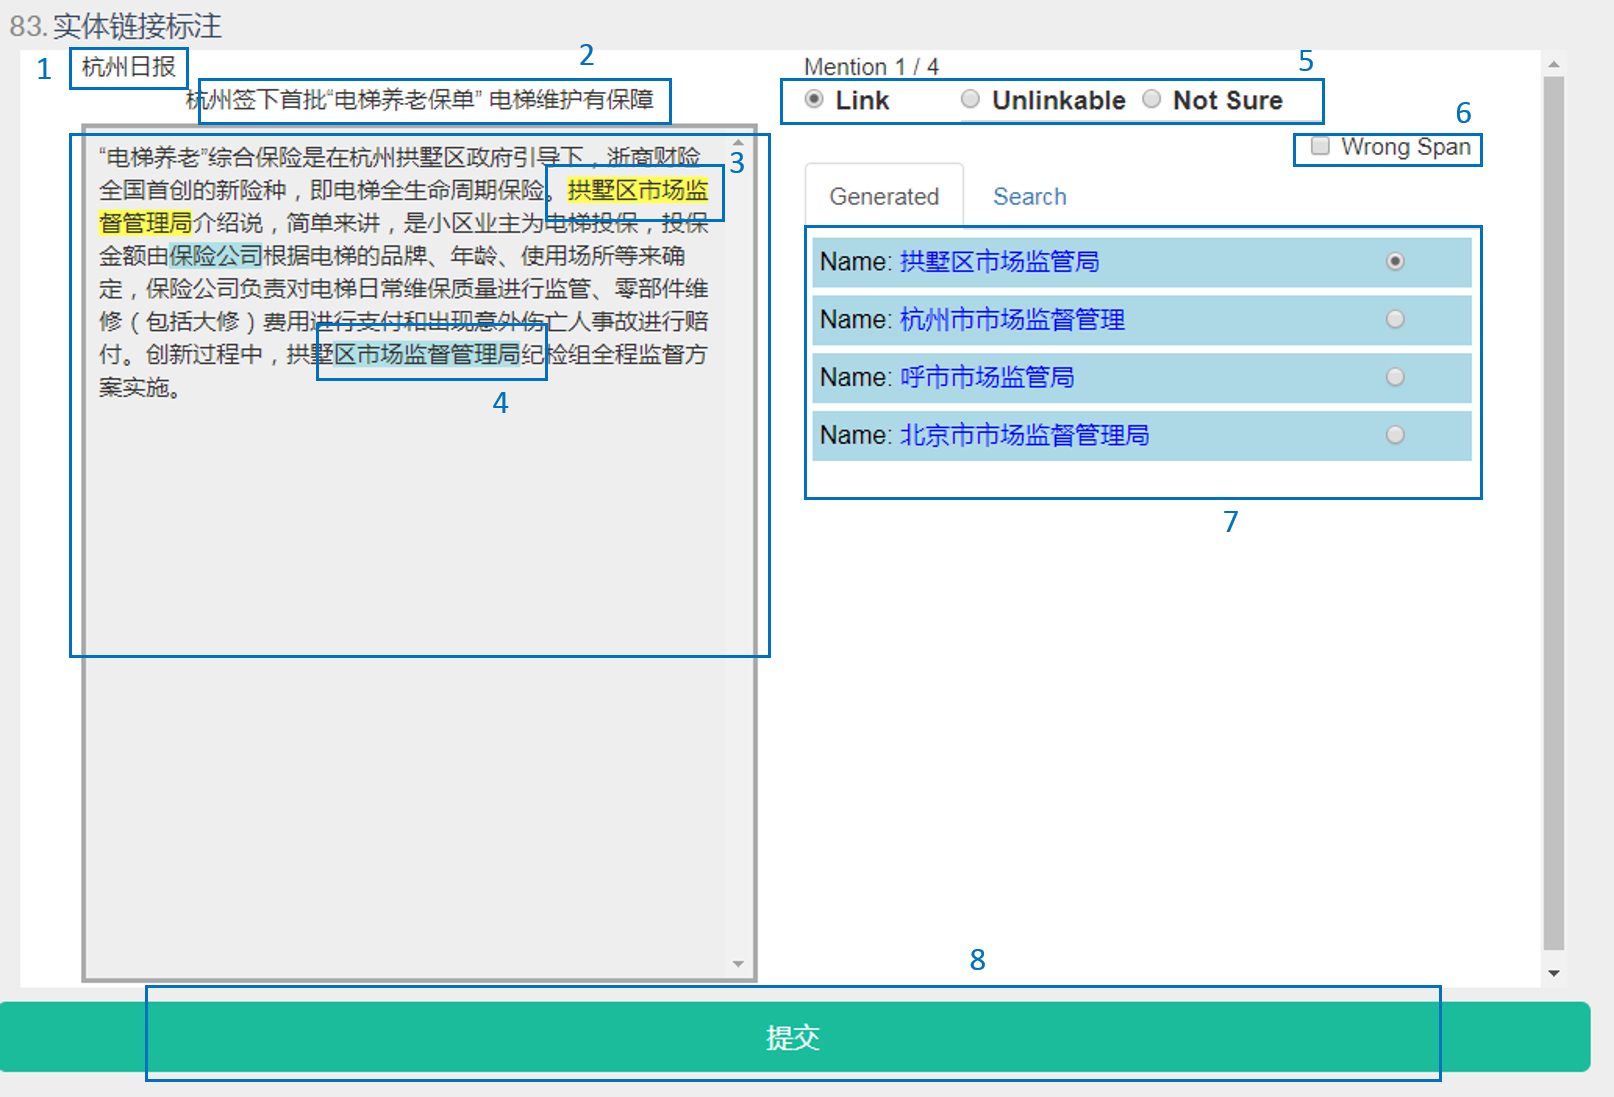 83. 实体链接标注
1
杭州日报
2
杭州签下首批“电梯养老保单” 电梯维护有保障
“电梯养老”综合保险是在杭州拱墅区政府引导下，浙商财险
全国首创的新险种，即电梯全生命周期保险。拱墅区市场监
督管理局介绍说，简单来讲，是小区业主为电梯投保，投保
金额由保险公司根据电梯的品牌、年龄、使用场所等来确
定，保险公司负责对电梯日常维保质量进行监管、零部件维
修（包括大修）费用进行支付和出现意外伤亡人事故进行赔
付。创新过程中，拱墅区市场监督管理局纪检组全程监督方
案实施。
3
4
Mention 1 / 4
5
Link Unlinkable Not Sure
6
Wrong Span
Generated Search
Name: 拱墅区市场监管局
Name: 杭州市市场监督管理
Name: 呼市市场监管局
Name: 北京市市场监督管理局
7
8
提交